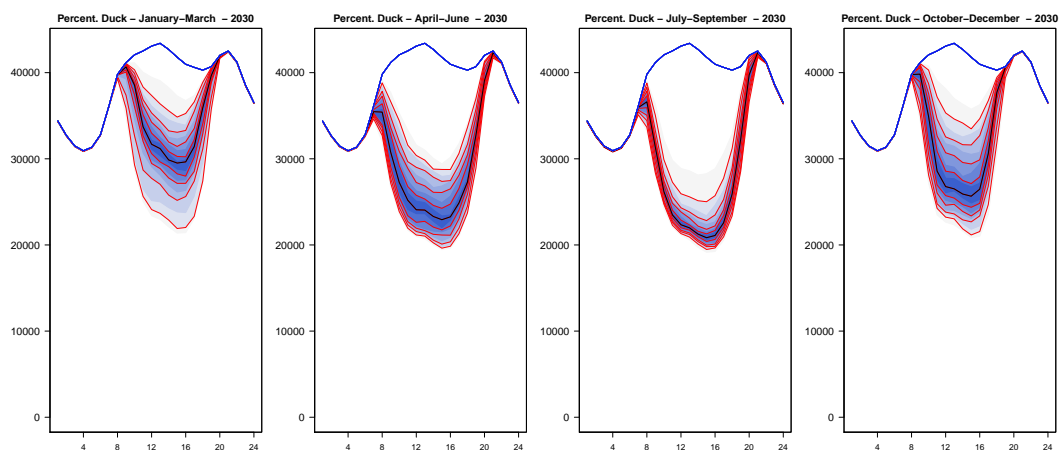 Percent. Duck – January–March – 2030
40000
30000
20000
10000
0
4 8 12 16 20 24
Percent. Duck – April–June – 2030
40000
30000
20000
10000
0
4 8 12 16 20 24
Percent. Duck – July–September – 2030
40000
30000
20000
10000
0
4 8 12 16 20 24
Percent. Duck – October–December – 2030
40000
30000
20000
10000
0
4 8 12 16 20 24